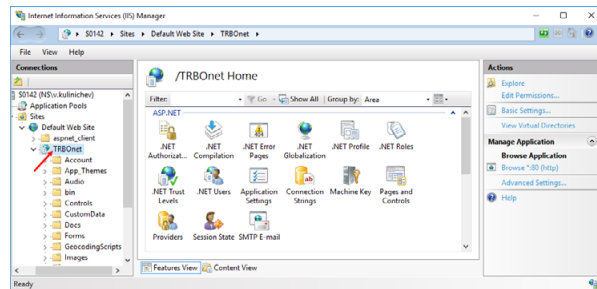 Internet Information Services (IIS) Manager
S0142 ▸ Sites ▸ Default Web Site ▸ TRBOnet ▸
File View Help
Connections
S0142 (NS\v.kulinichev)
Application Pools
Sites
Default Web Site
aspnet_client
TRBOnet
Account
App_Themes
Audio
bin
Controls
CustomData
Docs
Forms
GeocodingScripts
Images
/TRBOnet Home
Filter: Go Show All Group by: Area
ASP.NET
.NET Authorizat...
.NET Compilation
.NET Error Pages
.NET Globalization
.NET Profile
.NET Roles
.NET Trust Levels
.NET Users
Application Settings
Connection Strings
Machine Key
Pages and Controls
Providers
Session State
SMTP E-mail
Features View Content View
Actions
Explore
Edit Permissions...
Basic Settings...
View Virtual Directories
Manage Application
Browse Application
Browse *:80 (http)
Advanced Settings...
Help
Ready